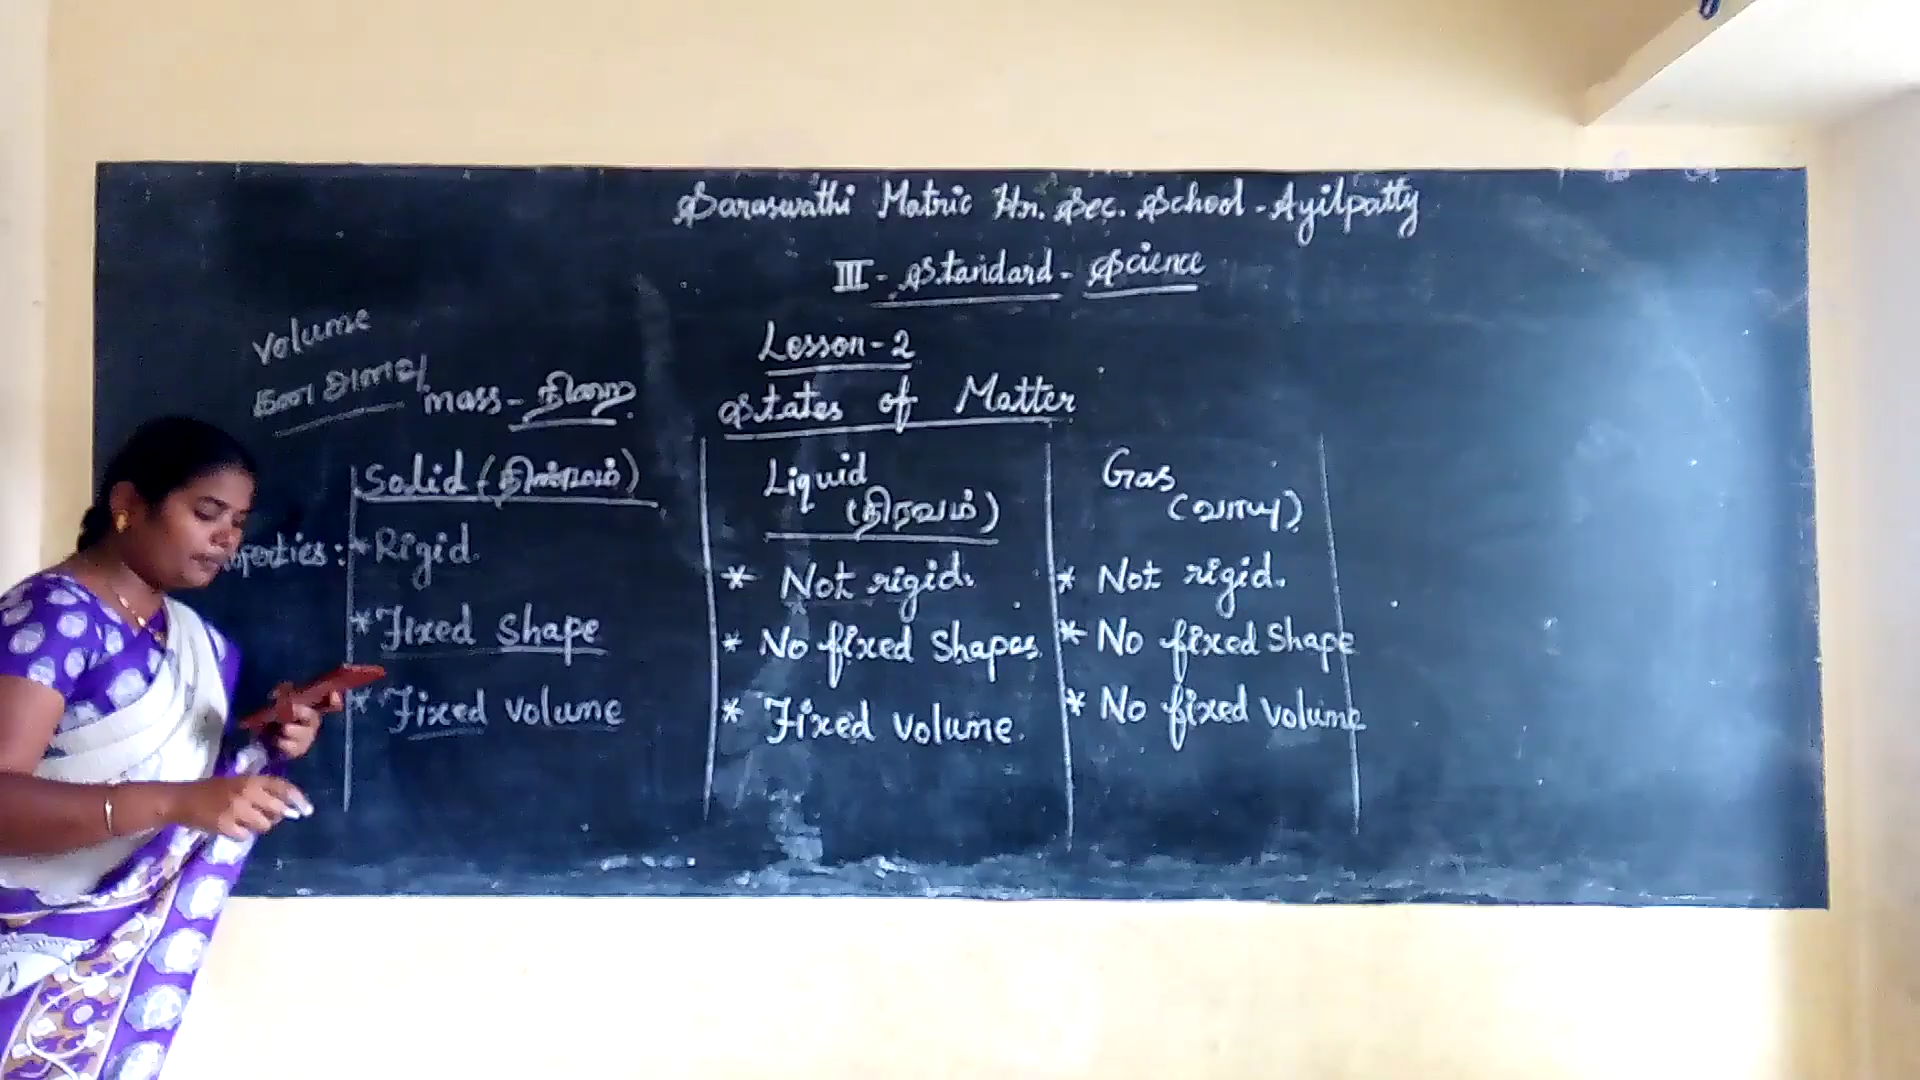 Saraswathi Matric Hr. Sec. School - Ayilpatty
III - Standard - Science
Lesson - 2
States of Matter
Volume
கன அளவு
mass - நிறை
Solid (திண்மம்)
Properties :
* Rigid.
* Fixed shape
* Fixed volume
Liquid
(திரவம்)
* Not rigid.
* No fixed shapes.
* Fixed volume.
Gas
(வாயு)
* Not rigid.
* No fixed shape
* No fixed volume